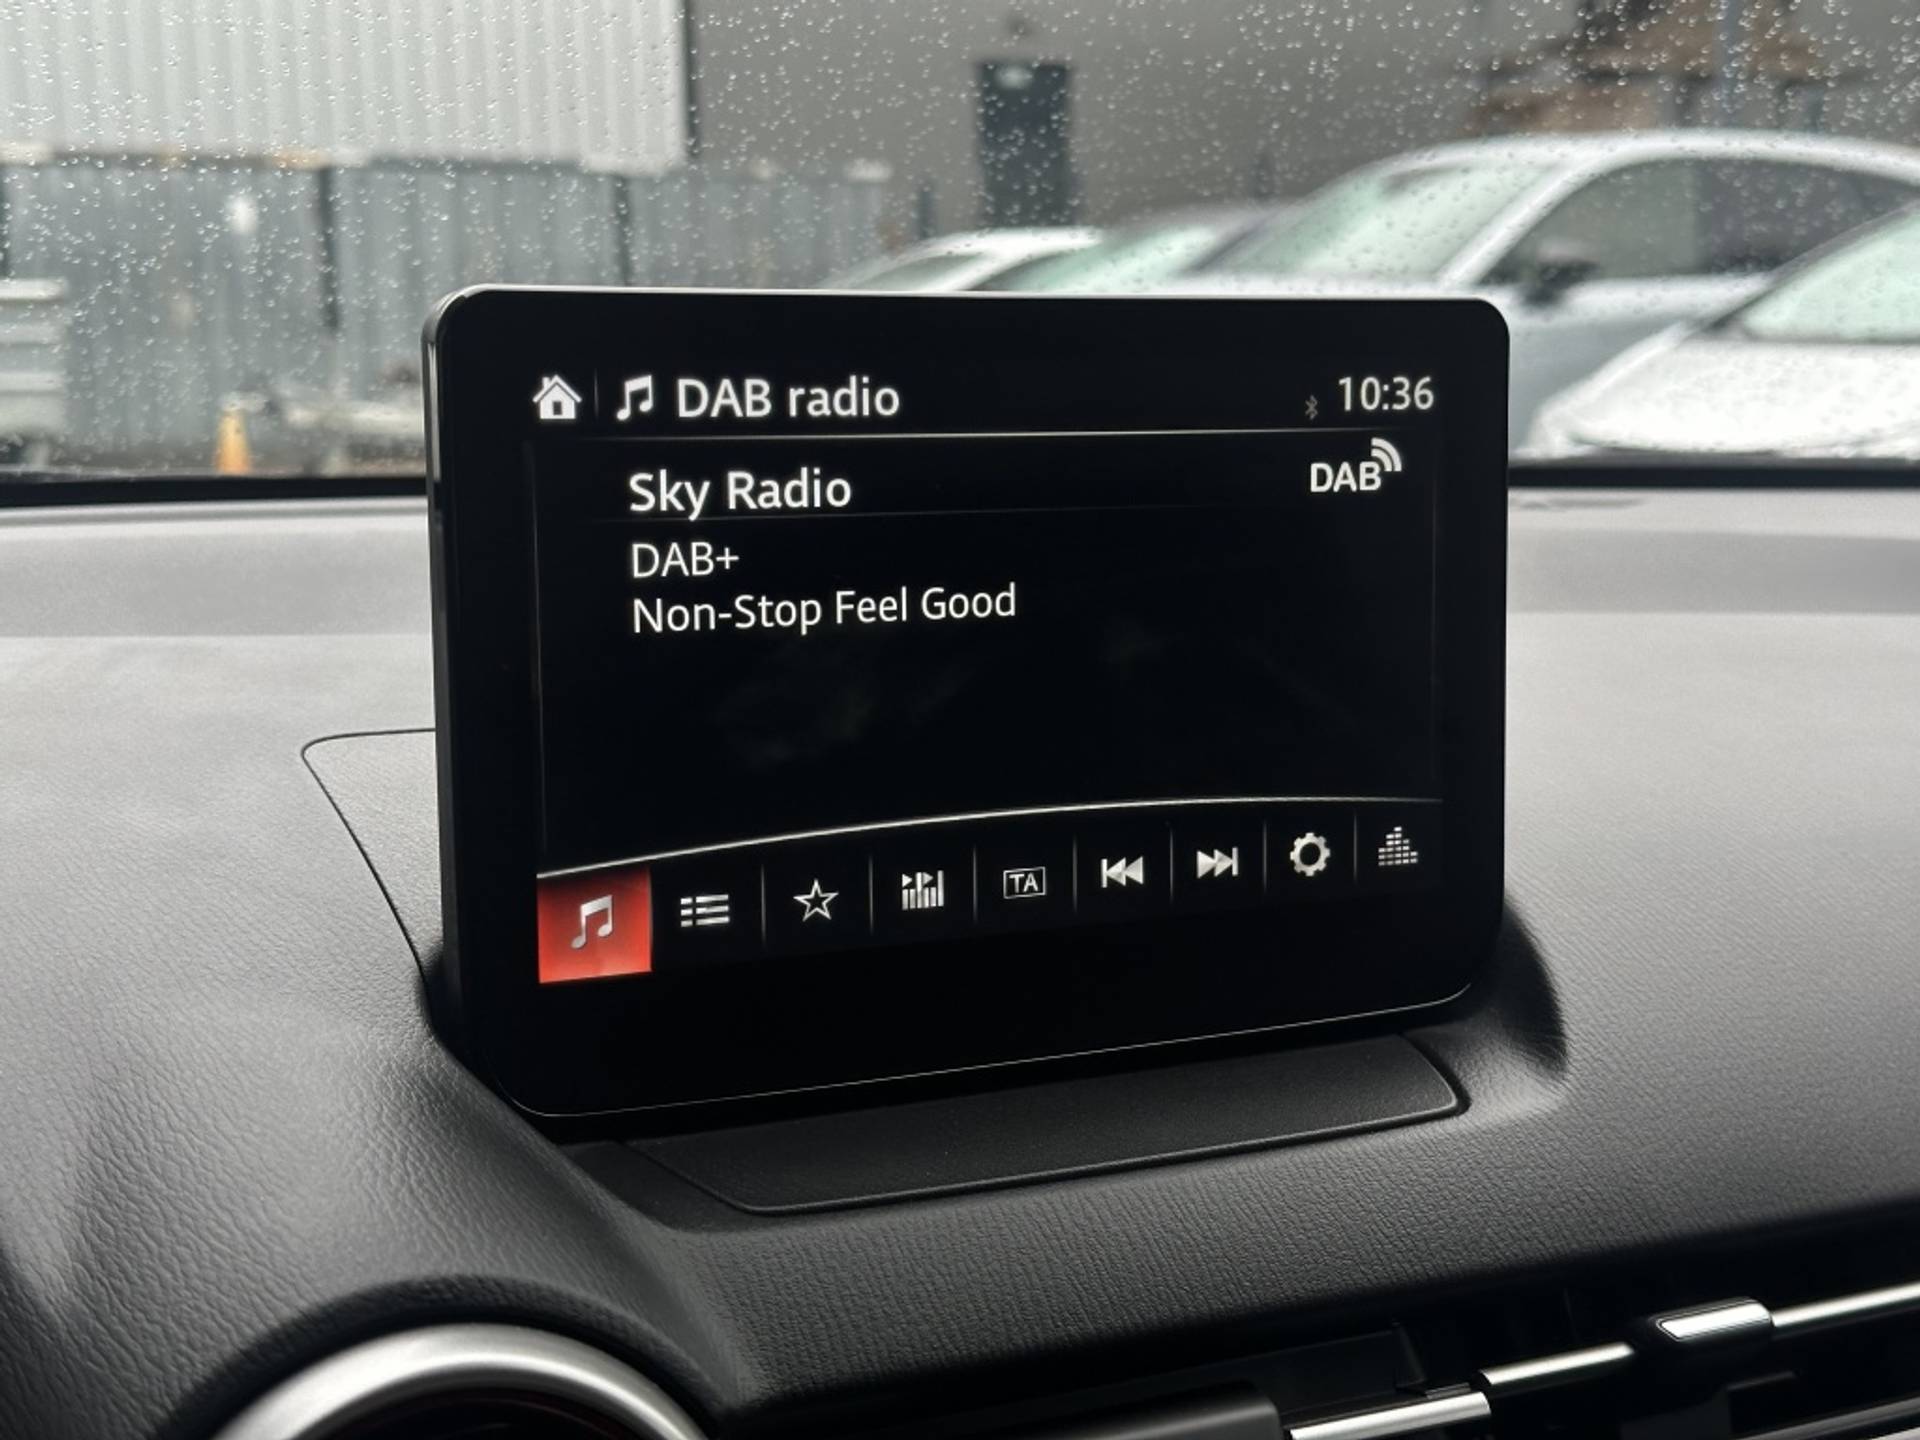 DAB radio
10:36
Sky Radio
DAB
DAB+
Non-Stop Feel Good
TA